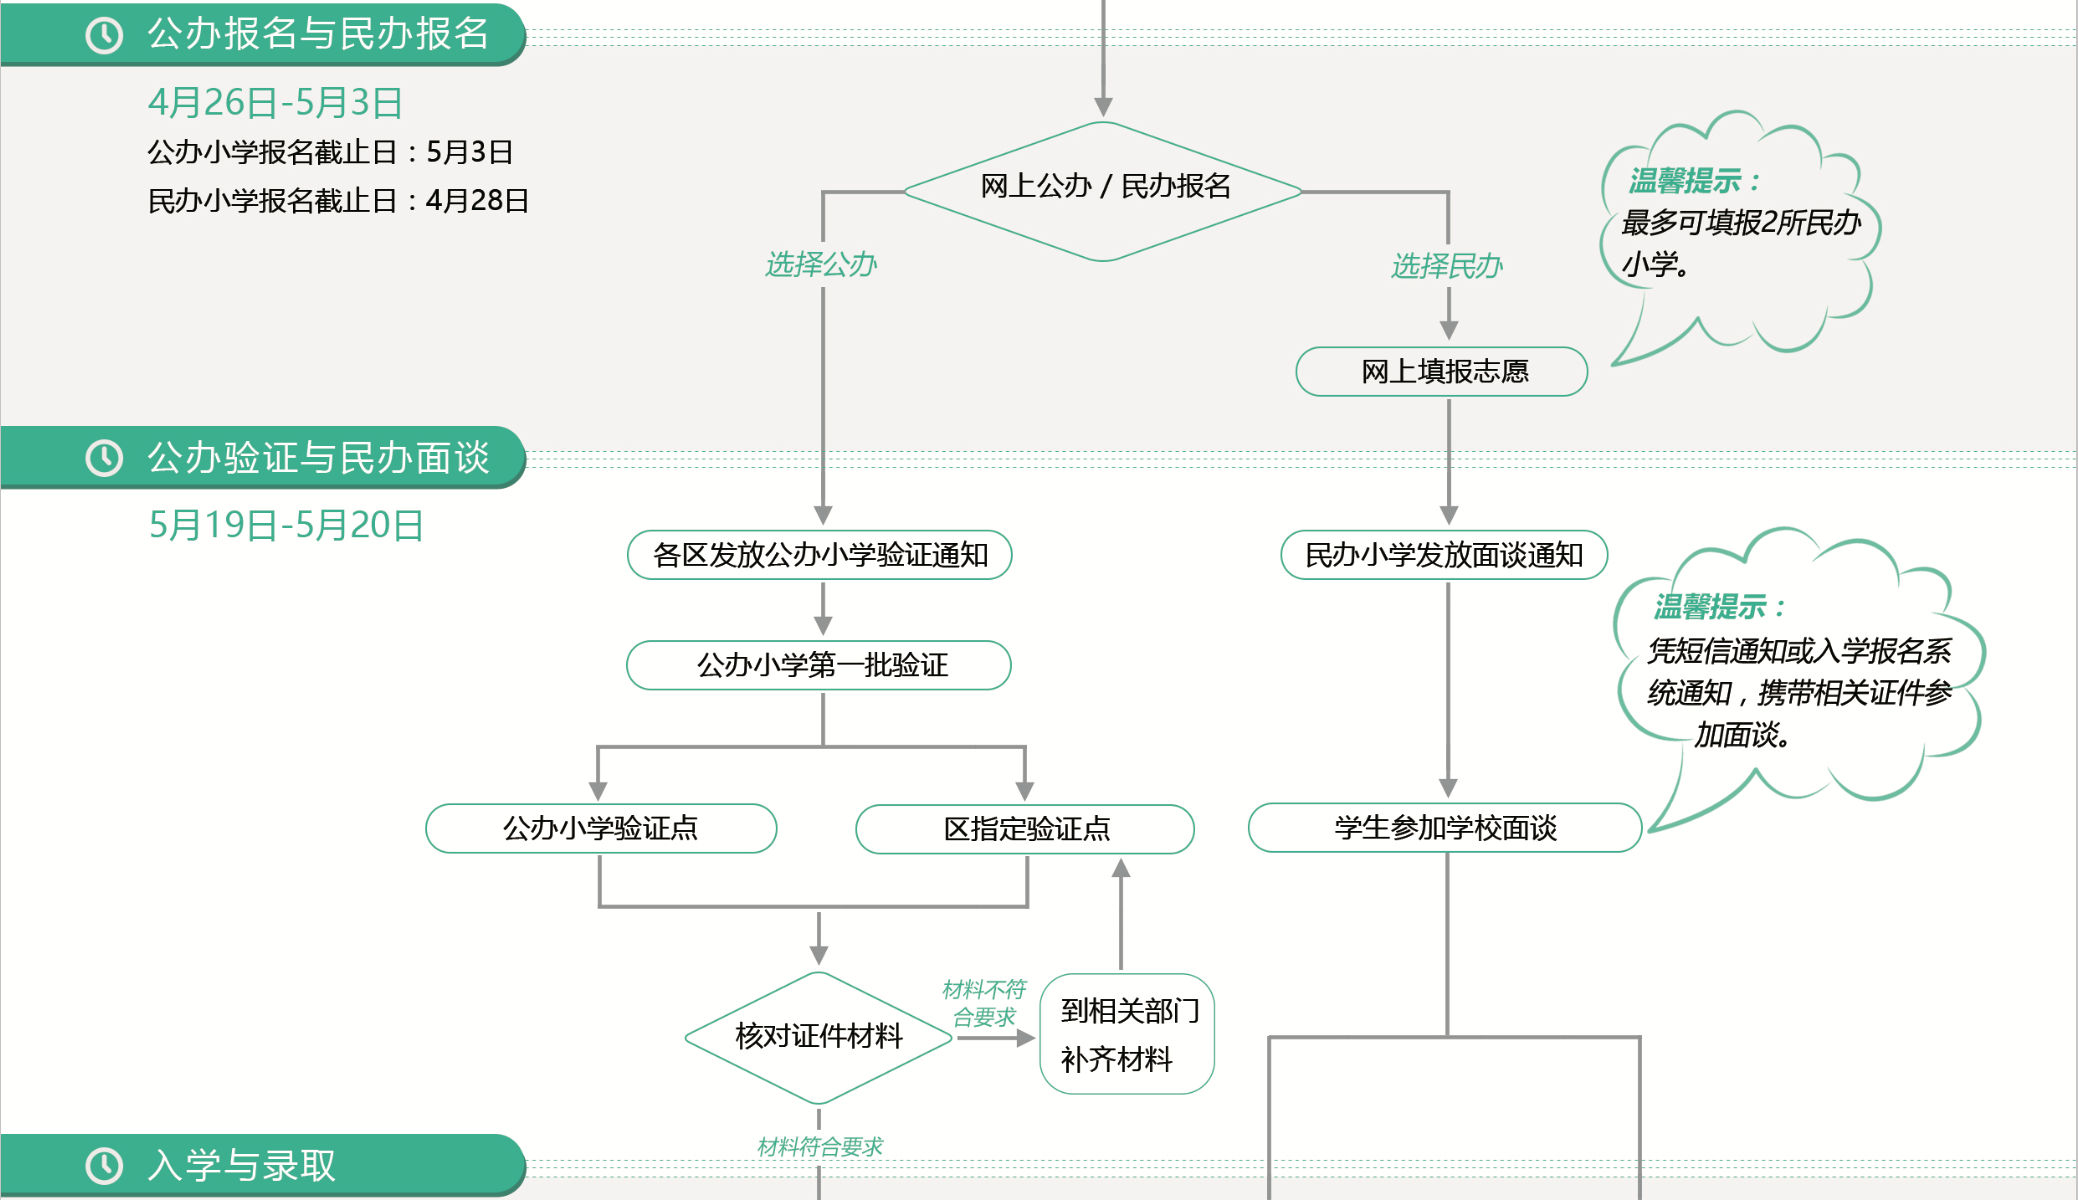 公办报名与民办报名
4月26日-5月3日
公办小学报名截止日：5月3日
民办小学报名截止日：4月28日
网上公办 / 民办报名
选择公办
选择民办
温馨提示：
最多可填报2所民办
小学。
网上填报志愿
公办验证与民办面谈
5月19日-5月20日
各区发放公办小学验证通知
民办小学发放面谈通知
公办小学第一批验证
温馨提示：
凭短信通知或入学报名系
统通知，携带相关证件参
加面谈。
公办小学验证点
区指定验证点
学生参加学校面谈
核对证件材料
材料不符
合要求
到相关部门
补齐材料
材料符合要求
入学与录取